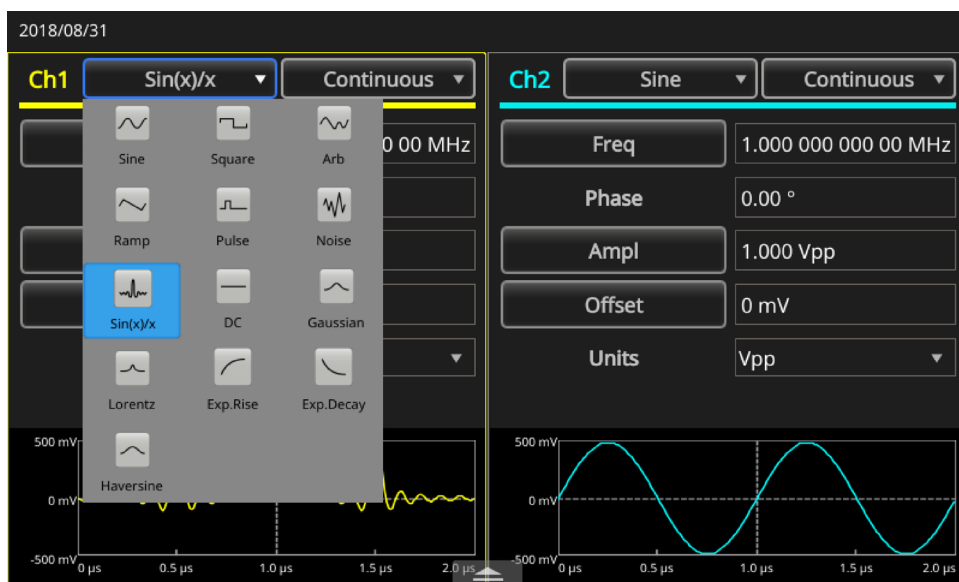 2018/08/31
Ch1 Sin(x)/x Continuous
Ch2 Sine Continuous
Sine Square Arb
0 00 MHz
Freq 1.000 000 000 00 MHz
Phase 0.00 °
Ramp Pulse Noise
Ampl 1.000 Vpp
Sin(x)/x DC Gaussian
Offset 0 mV
Units Vpp
Lorentz Exp.Rise Exp.Decay
Haversine
500 mV
0 mV
-500 mV
0 µs 0.5 µs 1.0 µs 1.5 µs 2.0 µs
500 mV
0 mV
-500 mV
0 µs 0.5 µs 1.0 µs 1.5 µs 2.0 µs